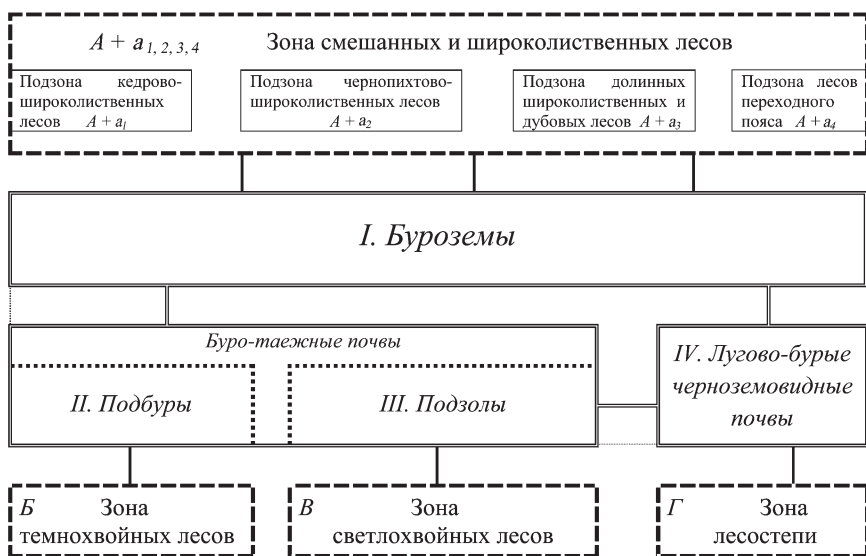 A + a 1, 2, 3, 4 Зона смешанных и широколиственных лесов
Подзона кедрово-
широколиственных
лесов A + a1
Подзона чернопихтово-
широколиственных лесов
A + a2
Подзона долинных
широколиственных и
дубовых лесов A + a3
Подзона лесов
переходного
пояса A + a4
I. Буроземы
Буро-таежные почвы
II. Подбуры
III. Подзолы
IV. Лугово-бурые
черноземовидные
почвы
Б Зона
темнохвойных лесов
В Зона
светлохвойных лесов
Г Зона
лесостепи